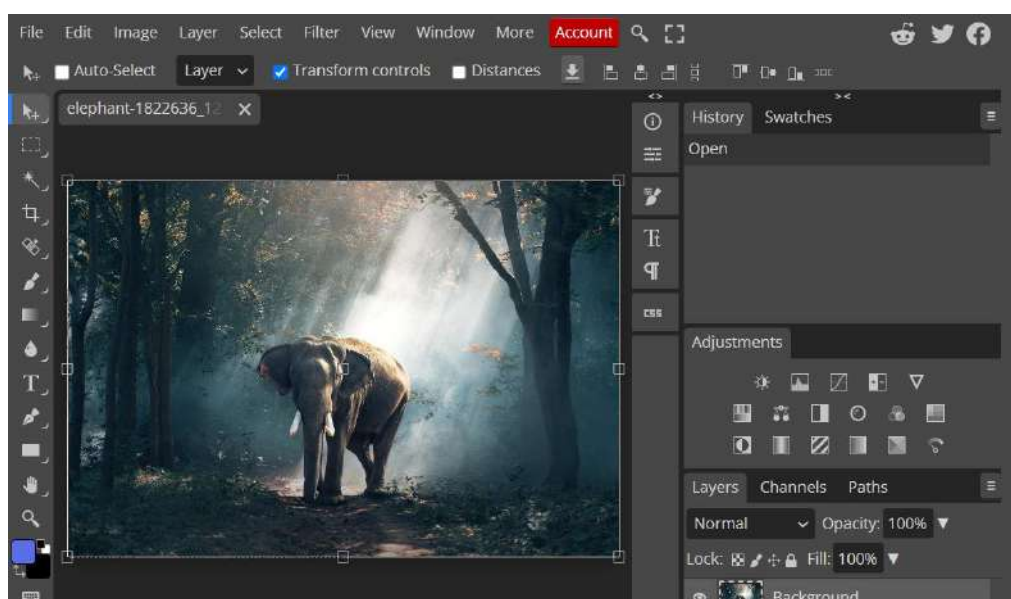 File Edit Image Layer Select Filter View Window More Account
Auto-Select Layer Transform controls Distances
elephant-1822636_12
History Swatches
Open
Tt
CSS
Adjustments
T
Layers Channels Paths
Normal Opacity: 100%
Lock: Fill: 100%
Background